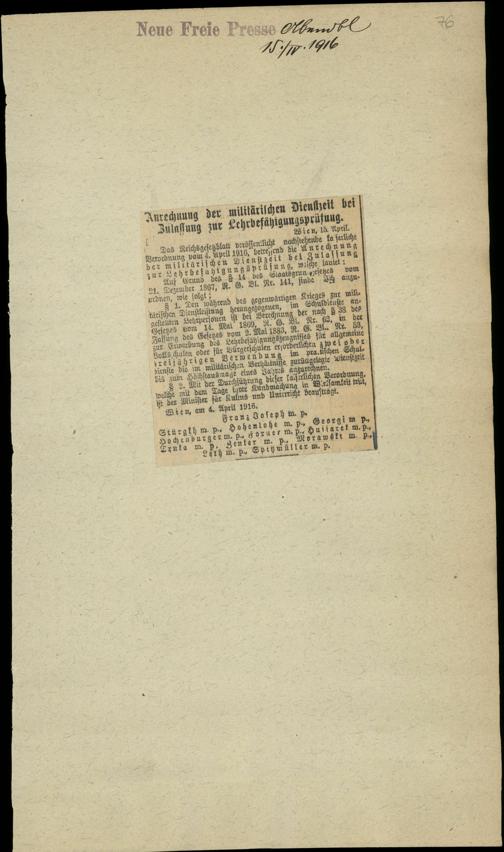 Neue Freie Presse Abendbl
15./IV. 1916
76
Anrechnung der militärischen Dienstzeit bei
Zulassung zur Lehrbefähigungsprüfung.
Wien, 15. April.
Das Reichsgesetzblatt veröffentlicht nachstehende kaiserliche
Verordnung vom 4. April 1916, betreffend die Anrechnung
der militärischen Dienstzeit bei Zulassung
zur Lehrbefähigungsprüfung, welche lautet:
Auf Grund des § 14 des Staatsgrundgesetzes vom
21. Dezember 1867, R. G. Bl. Nr. 141, finde Ich anzu-
ordnen, wie folgt:
§ 1. Den während des gegenwärtigen Krieges zur mili-
tärischen Dienstleistung herangezogenen, im Schuldienste an-
gestellten Lehrpersonen ist bei Berechnung der nach § 38 des
Gesetzes vom 14. Mai 1869, R. G. Bl. Nr. 62, in der
Fassung des Gesetzes vom 2. Mai 1883, R. G. Bl. Nr. 53,
zur Erwerbung des Lehrbefähigungszeugnisses für allgemeine
Volksschulen oder für Bürgerschulen erforderlichen zwei oder
dreijährigen Verwendung im praktischen Schul-
dienste die im militärischen Verhältnisse zurückgelegte Dienstzeit
bis zum Höchstausmaße eines Jahres anzurechnen.
§ 2. Mit der Durchführung dieser kaiserlichen Verordnung,
welche mit dem Tage ihrer Kundmachung in Wirksamkeit tritt,
ist der Minister für Kultus und Unterricht beauftragt.
Wien, am 4. April 1916.
Franz Joseph m. p.
Stürgkh m. p., Hohenlohe m. p., Georgi m p.,
Hochenburger m. p., Forster m. p., Hussarek m. p.,
Trnka m. p., Zenker m. p., Morawski m. p.,
Leth m. p., Spitzmüller m. p.